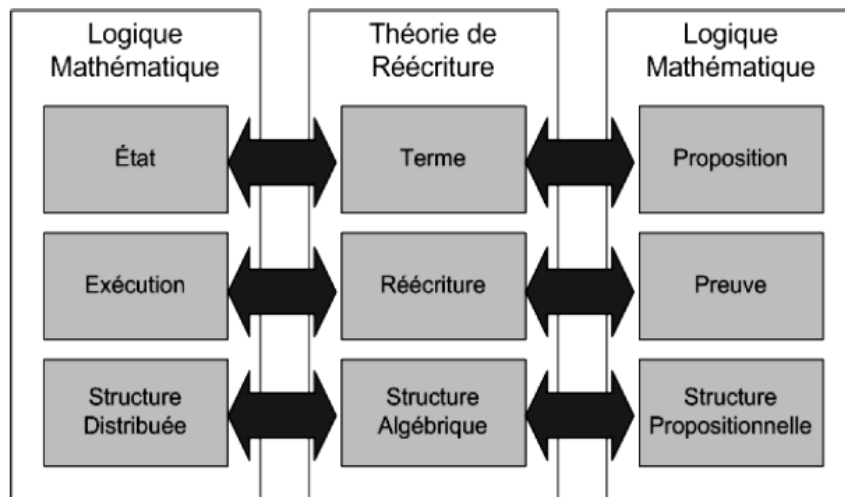 Logique
Mathématique
Théorie de
Réécriture
Logique
Mathématique
État
Terme
Proposition
Exécution
Réécriture
Preuve
Structure
Distribuée
Structure
Algébrique
Structure
Propositionnelle